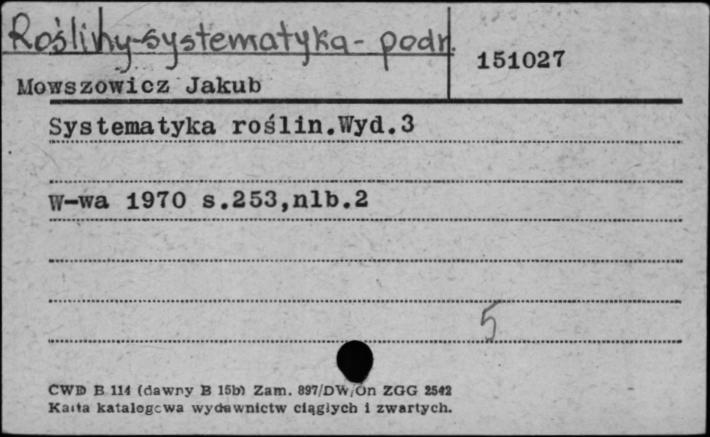 Rośliny-systematyka- podr.
151027
Mowszowicz Jakub
Systematyka roślin.Wyd.3
W-wa 1970 s.253,nlb.2
5
CWD B 114 (dawny B 15b) Zam. 897/DW/On ZGG 2542
Karta katalogowa wydawnictw ciągłych i zwartych.